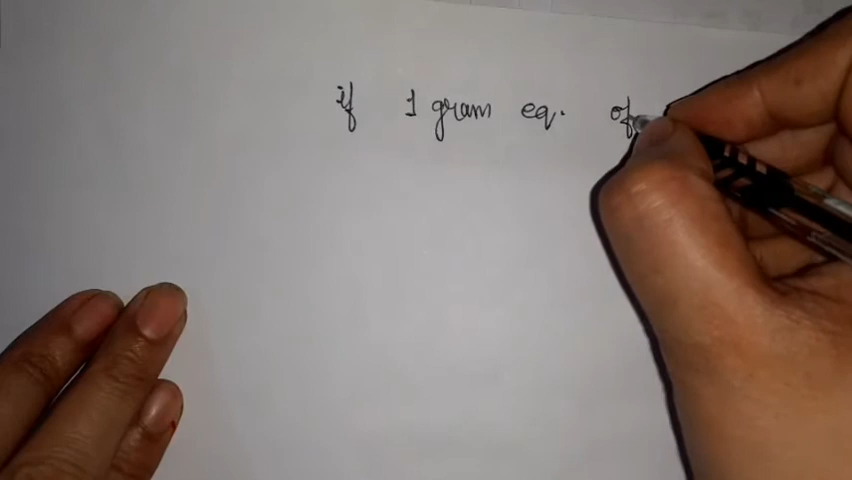 if 1 gram eq. of